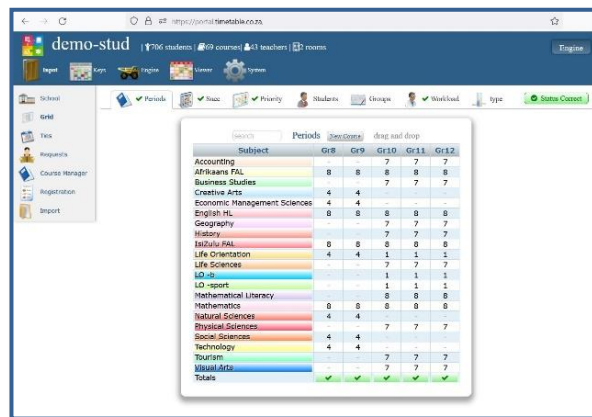 https://portal.timetable.co.za
demo-stud | 706 students | 69 courses | 43 teachers | 2 rooms
Engine
Input Keys Engine Viewer System
School
Grid
Ties
Requests
Course Manager
Registration
Import
Periods Succ Priority Students Groups Workload type Status Correct
search Periods New Course drag and drop
Subject Gr8 Gr9 Gr10 Gr11 Gr12
Accounting - - 7 7 7
Afrikaans FAL 8 8 8 8 8
Business Studies - - 7 7 7
Creative Arts 4 4 - - -
Economic Management Sciences 4 4 - - -
English HL 8 8 8 8 8
Geography - - 7 7 7
History - - 7 7 7
IsiZulu FAL 8 8 8 8 8
Life Orientation 4 4 1 1 1
Life Sciences - - 7 7 7
LO -b - - 1 1 1
LO -sport - - 1 1 1
Mathematical Literacy - - 8 8 8
Mathematics 8 8 8 8 8
Natural Sciences 4 4 - - -
Physical Sciences - - 7 7 7
Social Sciences 4 4 - - -
Technology 4 4 - - -
Tourism - - 7 7 7
Visual Arts - - 7 7 7
Totals